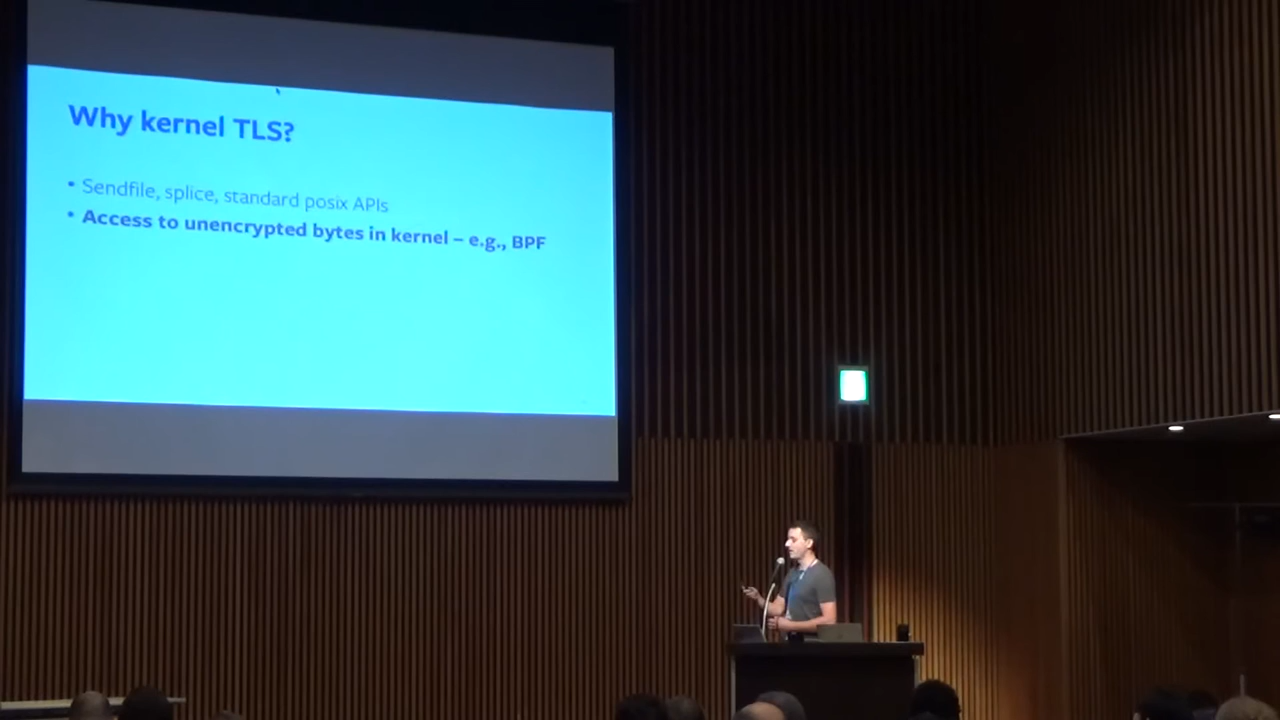 Why kernel TLS?
• Sendfile, splice, standard posix APIs
• Access to unencrypted bytes in kernel – e.g., BPF